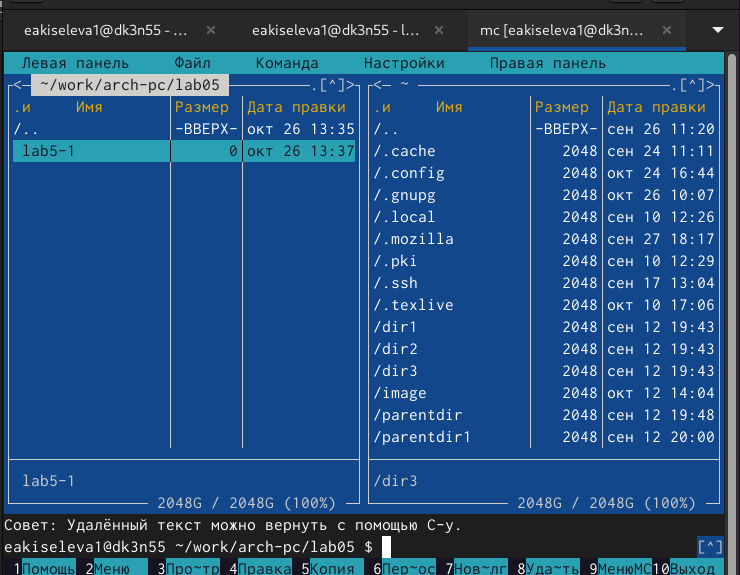 eakiseleva1@dk3n55 - ... × eakiseleva1@dk3n55 - l... × mc [eakiseleva1@dk3n... ×
Левая панель Файл Команда Настройки Правая панель
<— ~/work/arch-pc/lab05 .[^]>
.и Имя Размер Дата правки
/.. -ВВЕРХ- окт 26 13:35
lab5-1 0 окт 26 13:37
lab5-1
2048G / 2048G (100%)
<— ~ .[^]>
.и Имя Размер Дата правки
/.. -ВВЕРХ- сен 26 11:20
/.cache 2048 сен 24 11:11
/.config 2048 окт 24 16:44
/.gnupg 2048 окт 26 10:07
/.local 2048 сен 10 12:26
/.mozilla 2048 сен 27 18:17
/.pki 2048 сен 10 12:29
/.ssh 2048 сен 17 13:04
/.texlive 2048 окт 10 17:06
/dir1 2048 сен 12 19:43
/dir2 2048 сен 12 19:43
/dir3 2048 сен 12 19:43
/image 2048 окт 12 14:04
/parentdir 2048 сен 12 19:48
/parentdir1 2048 сен 12 20:00
/dir3
2048G / 2048G (100%)
Совет: Удалённый текст можно вернуть с помощью C-y.
eakiseleva1@dk3n55 ~/work/arch-pc/lab05 $ [^]
1Помощь 2Меню 3Про~тр 4Правка 5Копия 6Пер~ос 7Нов~лг 8Уда~ть 9МенюMC 10Выход